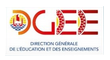 DGEE
DIRECTION GÉNÉRALE
DE L'ÉDUCATION ET DES ENSEIGNEMENTS